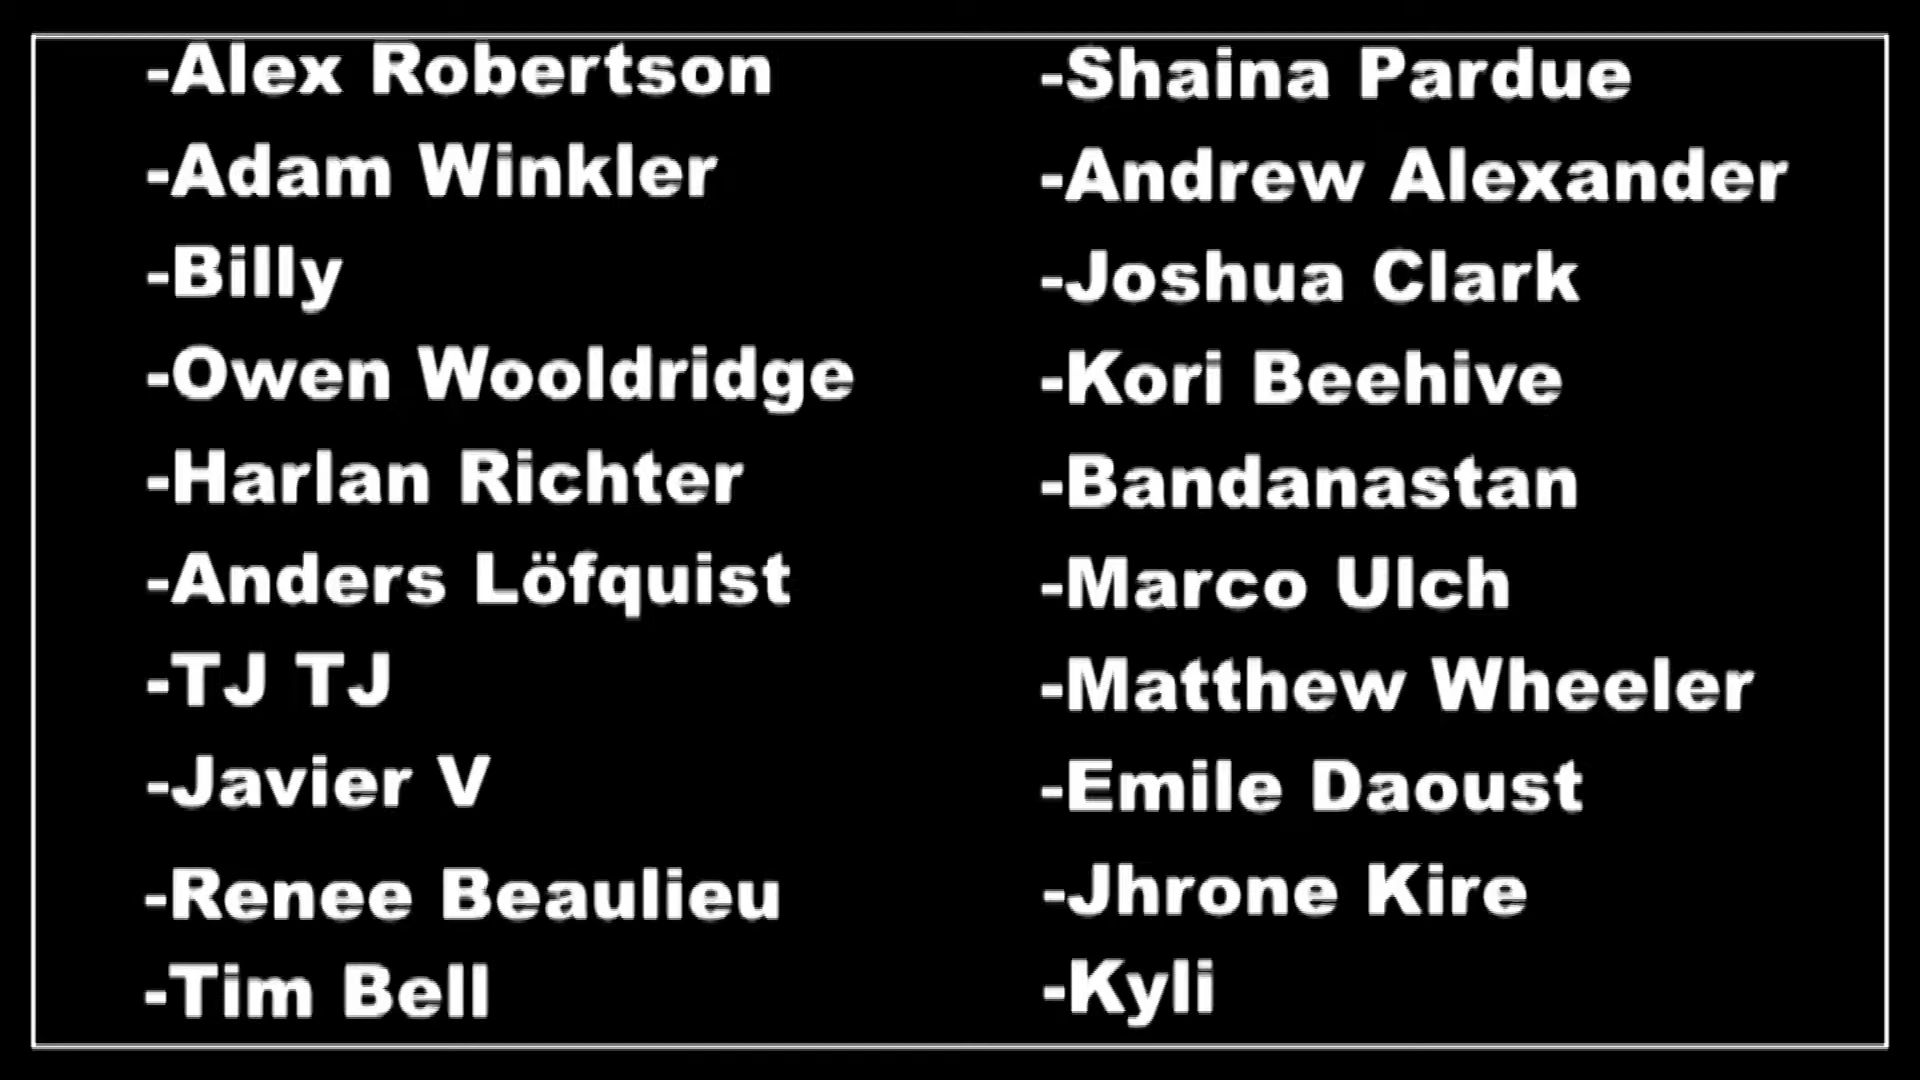 -Alex Robertson
-Adam Winkler
-Billy
-Owen Wooldridge
-Harlan Richter
-Anders Löfquist
-TJ TJ
-Javier V
-Renee Beaulieu
-Tim Bell
-Shaina Pardue
-Andrew Alexander
-Joshua Clark
-Kori Beehive
-Bandanastan
-Marco Ulch
-Matthew Wheeler
-Emile Daoust
-Jhrone Kire
-Kyli